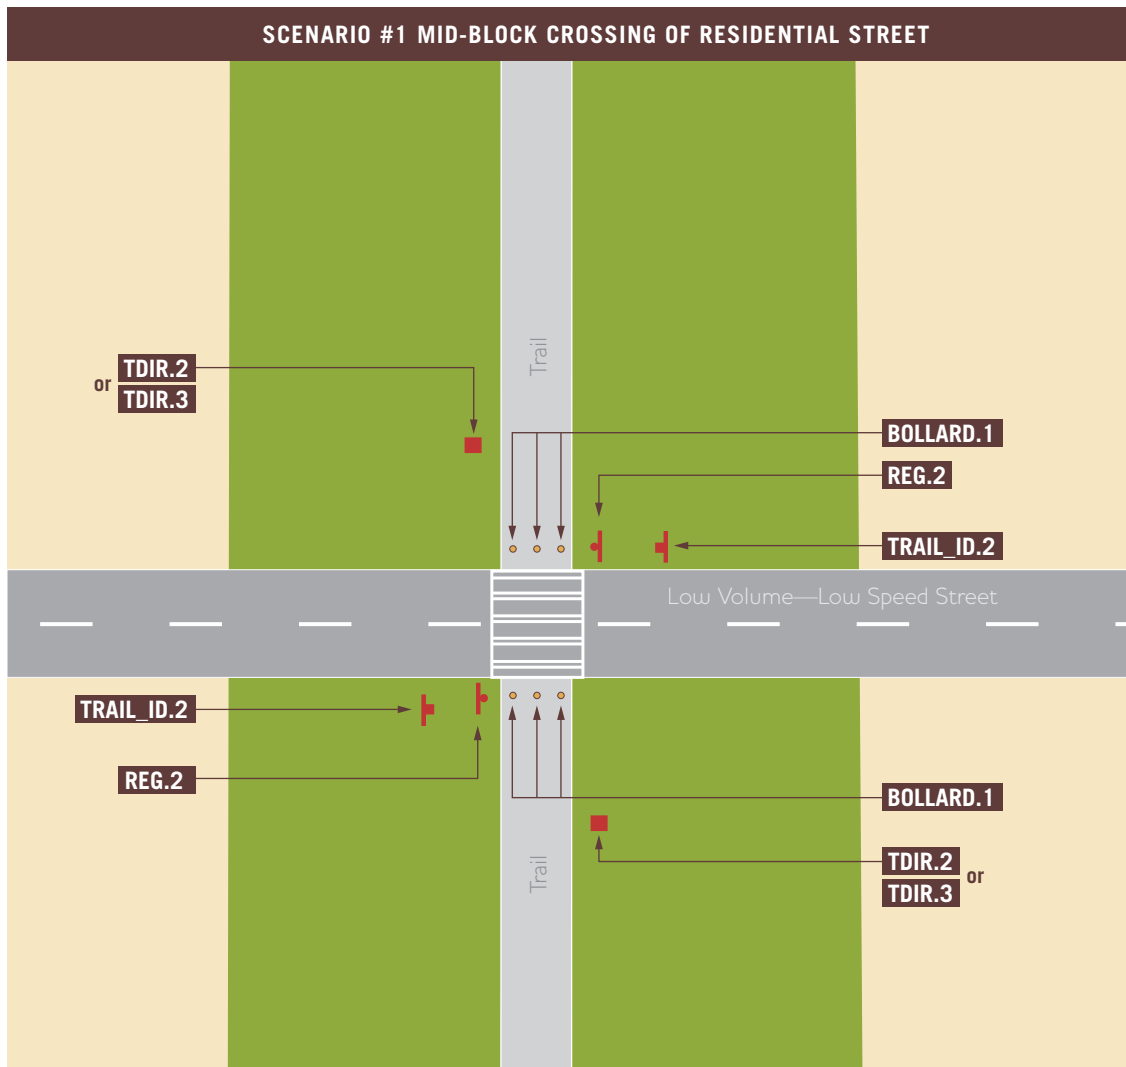 SCENARIO #1 MID-BLOCK CROSSING OF RESIDENTIAL STREET
Trail
TDIR.2
or
TDIR.3
BOLLARD.1
REG.2
TRAIL_ID.2
Low Volume—Low Speed Street
TRAIL_ID.2
REG.2
BOLLARD.1
Trail
TDIR.2
or
TDIR.3